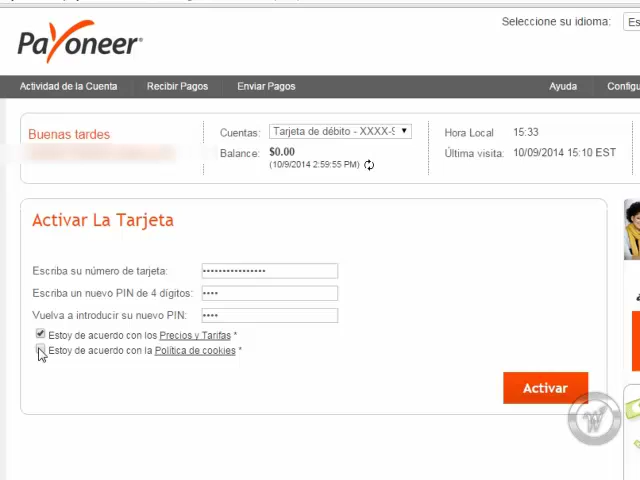 Seleccione su idioma: Es
Payoneer
Actividad de la Cuenta Recibir Pagos Enviar Pagos Ayuda Configu
Buenas tardes
Cuentas: Tarjeta de débito - XXXX-9
Balance: $0.00
(10/9/2014 2:59:55 PM)
Hora Local 15:33
Última visita: 10/09/2014 15:10 EST
Activar La Tarjeta
Escriba su número de tarjeta: ••••••••••••••••
Escriba un nuevo PIN de 4 dígitos: ••••
Vuelva a introducir su nuevo PIN: ••••
Estoy de acuerdo con los Precios y Tarifas *
Estoy de acuerdo con la Política de cookies *
Activar
W